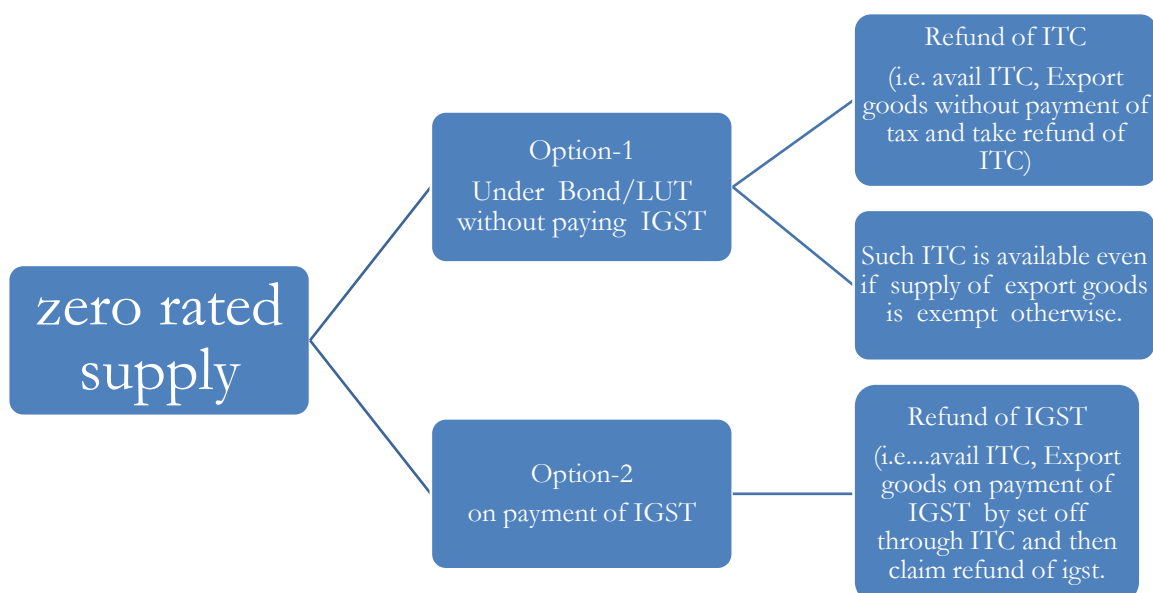 zero rated
supply
Option-1
Under Bond/LUT
without paying IGST
Refund of ITC
(i.e. avail ITC, Export
goods without payment of
tax and take refund of
ITC)
Such ITC is available even
if supply of export goods
is exempt otherwise.
Option-2
on payment of IGST
Refund of IGST
(i.e....avail ITC, Export
goods on payment of
IGST by set off
through ITC and then
claim refund of igst.